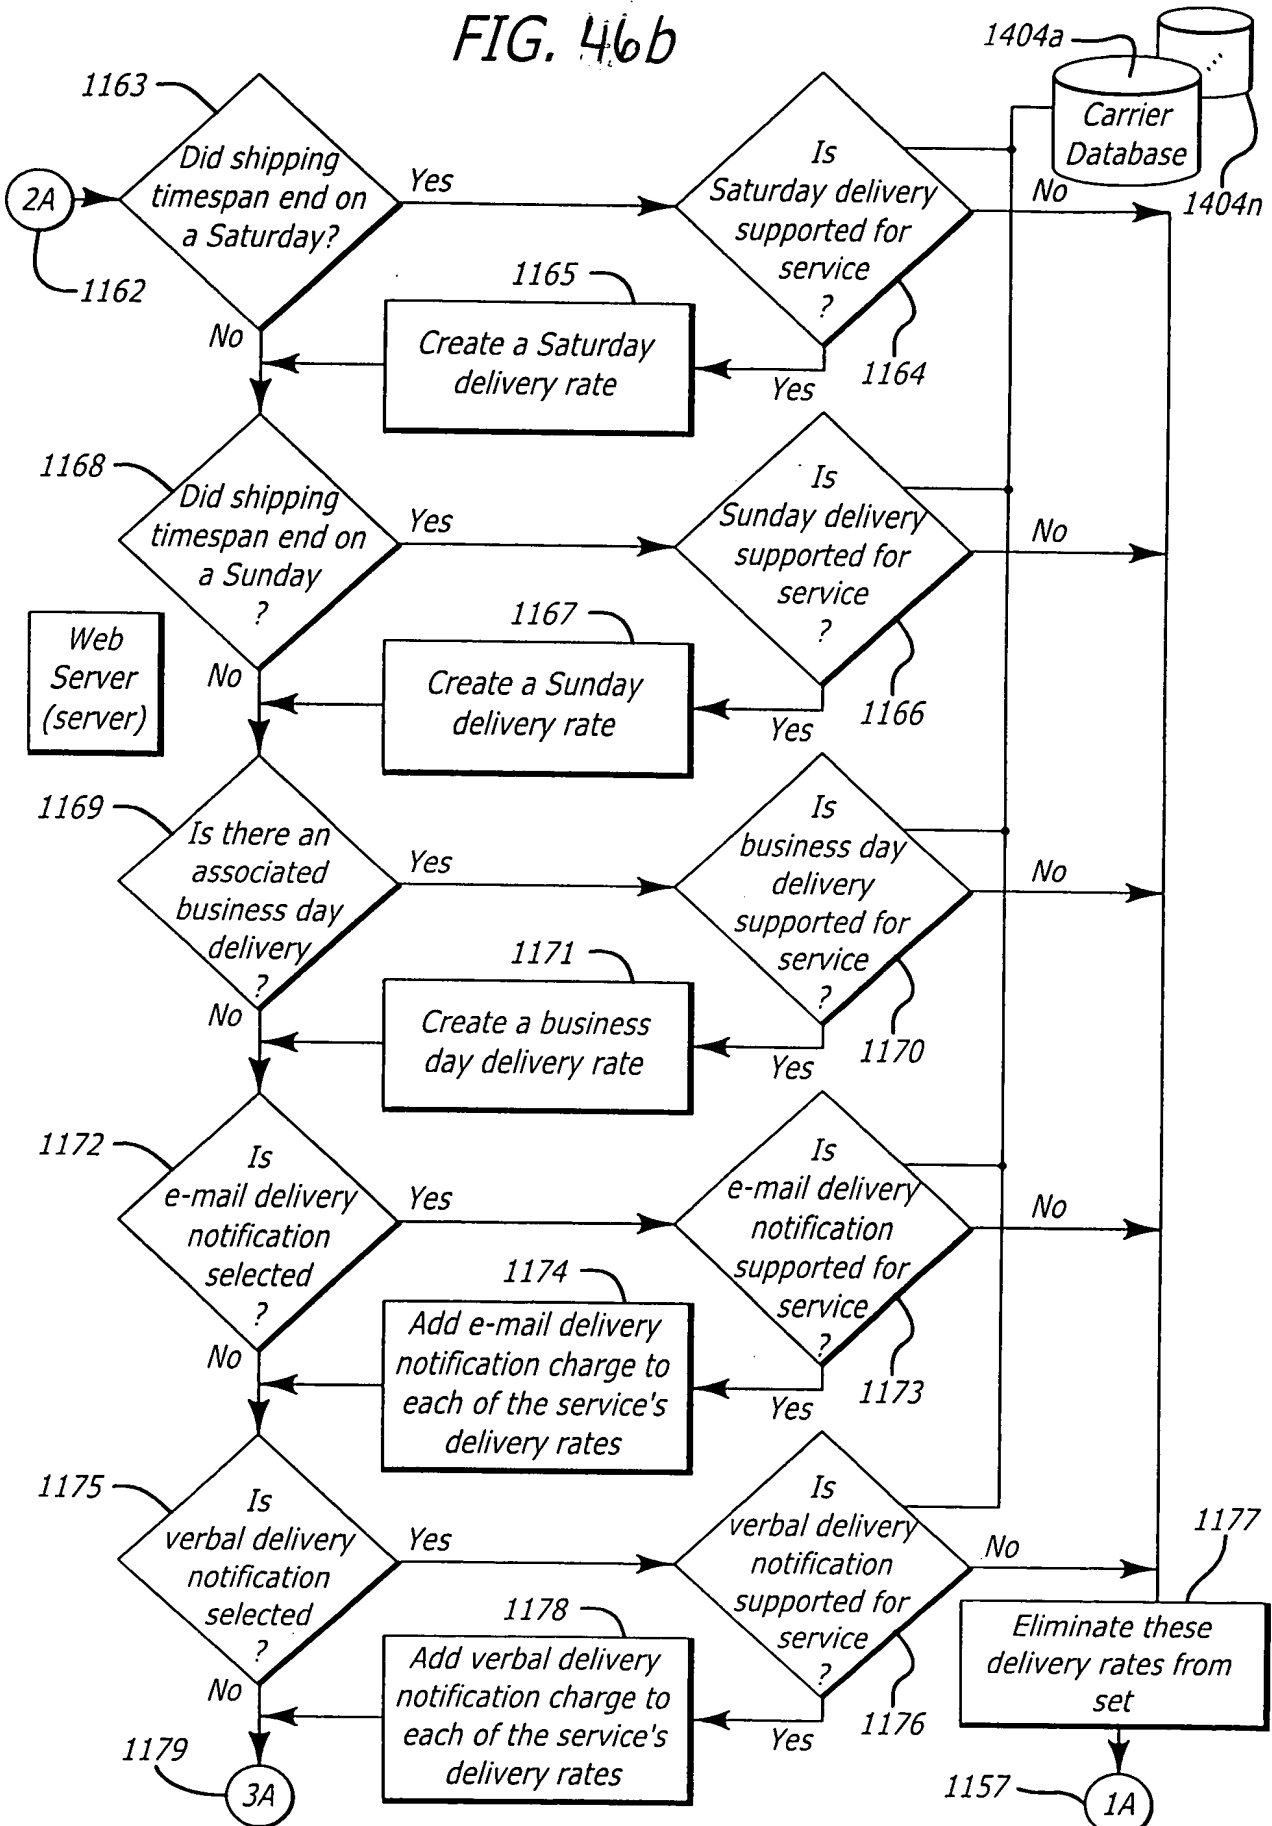 FIG. 46b
1404a
1163
Carrier
Database
Did shipping
timespan end on
a Saturday?
Yes
Is
Saturday delivery
supported for
service
?
No
1404n
2A
1162
1165
No
Create a Saturday
delivery rate
Yes
1164
1168
Did shipping
timespan end on
a Sunday
?
Yes
Is
Sunday delivery
supported for
service
?
No
Web
Server
(server)
1167
No
Create a Sunday
delivery rate
Yes
1166
1169
Is there an
associated
business day
delivery
?
Yes
Is
business day
delivery
supported for
service
?
No
1171
No
Create a business
day delivery rate
Yes
1170
1172
Is
e-mail delivery
notification
selected
?
Yes
Is
e-mail delivery
notification
supported for
service
?
No
1174
No
Add e-mail delivery
notification charge to
each of the service's
delivery rates
Yes
1173
1175
Is
verbal delivery
notification
selected
?
Yes
Is
verbal delivery
notification
supported for
service
?
No
1177
1178
Eliminate these
delivery rates from
set
No
Add verbal delivery
notification charge to
each of the service's
delivery rates
Yes
1176
1179
3A
1157
1A